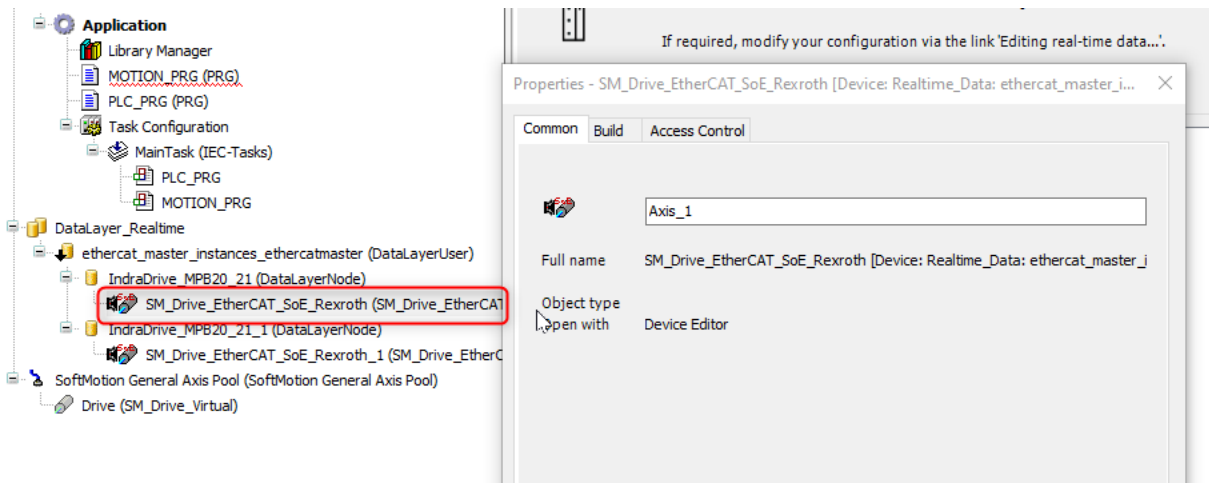 Application
Library Manager
MOTION_PRG (PRG)
PLC_PRG (PRG)
Task Configuration
MainTask (IEC-Tasks)
PLC_PRG
MOTION_PRG
DataLayer_Realtime
ethercat_master_instances_ethercatmaster (DataLayerUser)
IndraDrive_MPB20_21 (DataLayerNode)
SM_Drive_EtherCAT_SoE_Rexroth (SM_Drive_EtherCAT
IndraDrive_MPB20_21_1 (DataLayerNode)
SM_Drive_EtherCAT_SoE_Rexroth_1 (SM_Drive_EtherC
SoftMotion General Axis Pool (SoftMotion General Axis Pool)
Drive (SM_Drive_Virtual)
If required, modify your configuration via the link 'Editing real-time data...'.
Properties - SM_Drive_EtherCAT_SoE_Rexroth [Device: Realtime_Data: ethercat_master_i...
Common Build Access Control
Axis_1
Full name SM_Drive_EtherCAT_SoE_Rexroth [Device: Realtime_Data: ethercat_master_i
Object type
Open with Device Editor